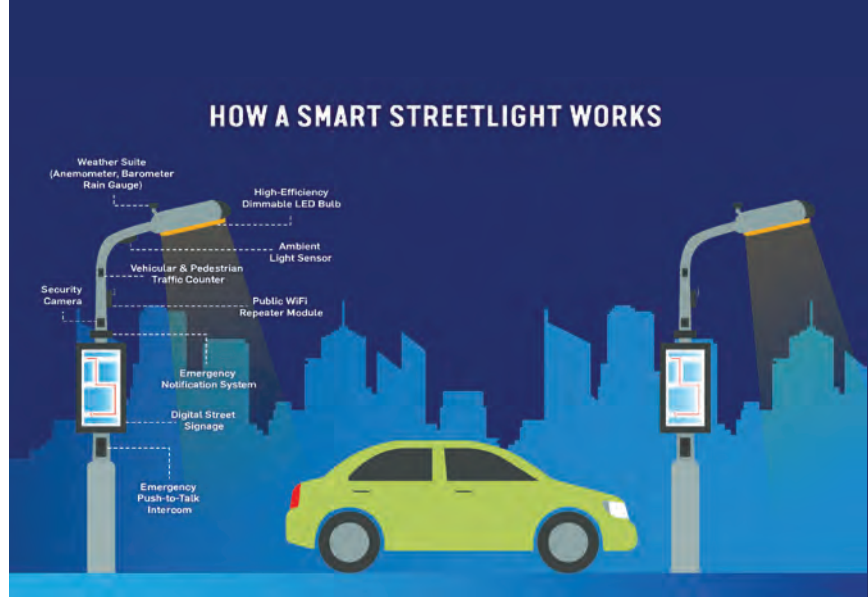 HOW A SMART STREETLIGHT WORKS
Weather Suite
(Anemometer, Barometer
Rain Gauge)
High-Efficiency
Dimmable LED Bulb
Ambient
Light Sensor
Vehicular & Pedestrian
Traffic Counter
Security
Camera
Public WiFi
Repeater Module
Emergency
Notification System
Digital Street
Signage
Emergency
Push-to-Talk
Intercom